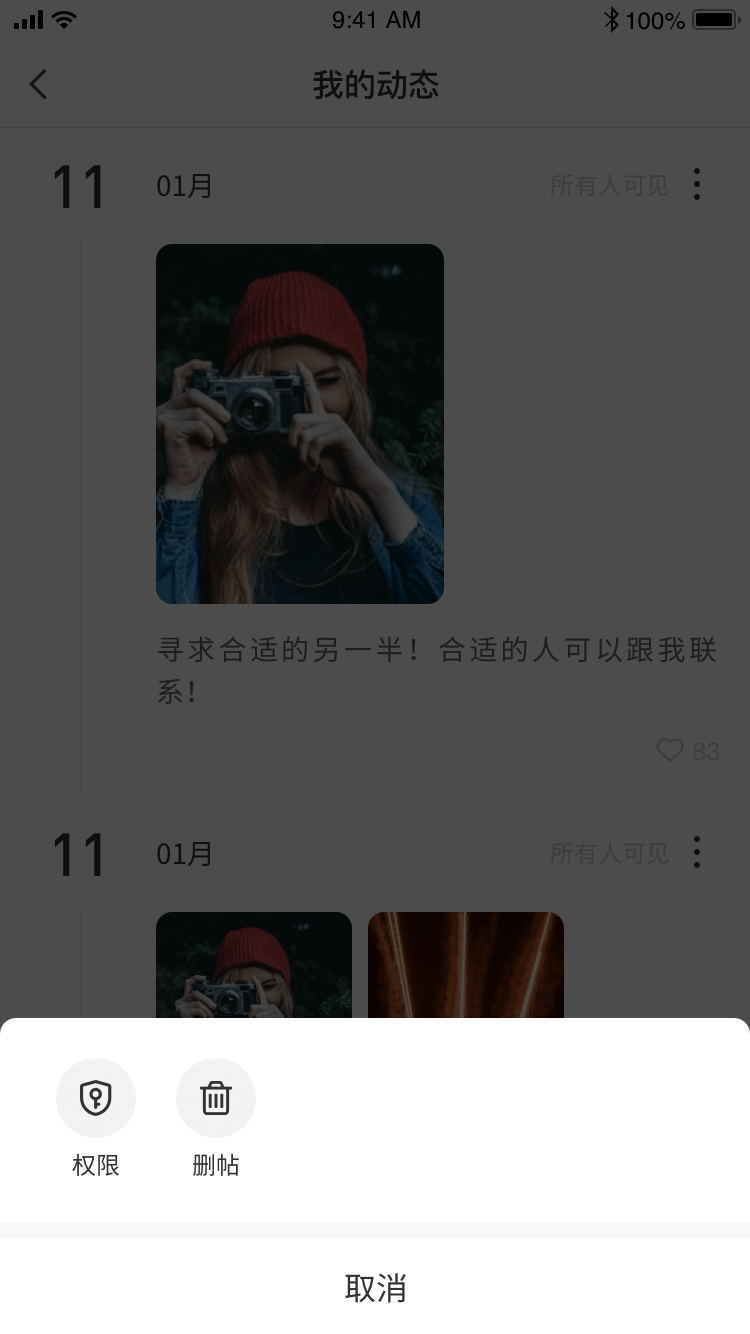 9:41 AM
100%
我的动态
11
01月
所有人可见
寻求合适的另一半！合适的人可以跟我联
系！
83
11
01月
所有人可见
权限
删帖
取消